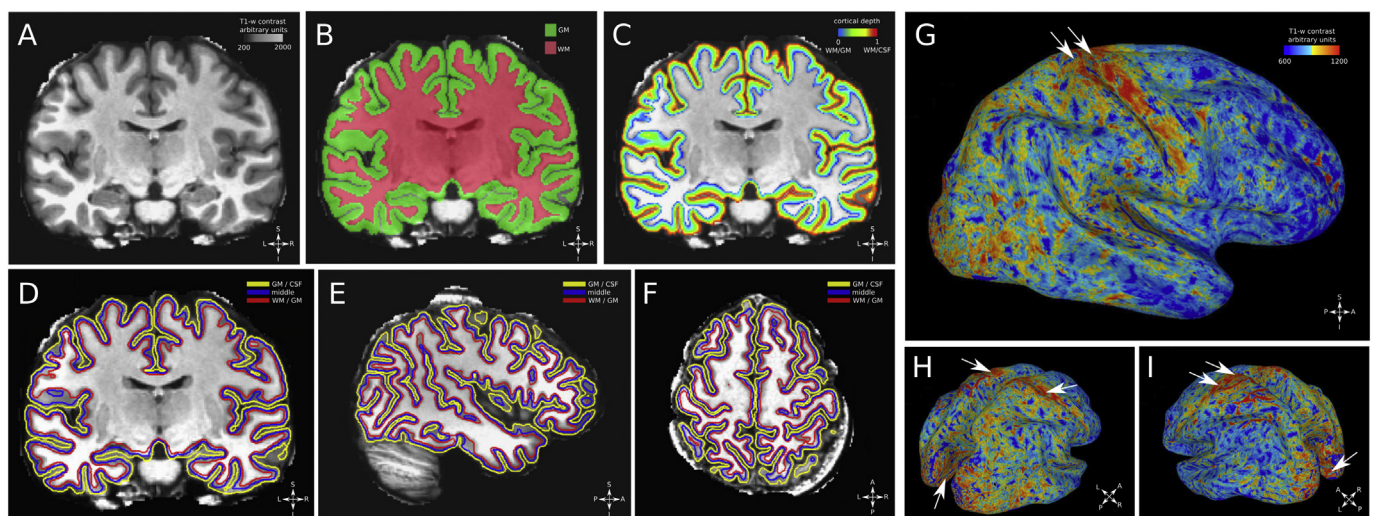 A
T1-w contrast
arbitrary units
200 2000
S
L R
I
B
GM
WM
S
L R
I
C
cortical depth
0 1
WM/GM WM/CSF
S
L R
I
D
GM / CSF
middle
WM / GM
S
L R
I
E
GM / CSF
middle
WM / GM
S
P A
I
F
GM / CSF
middle
WM / GM
A
L R
P
G
T1-w contrast
arbitrary units
600 1200
S
P A
I
H
L A
P R
I
A R
L P